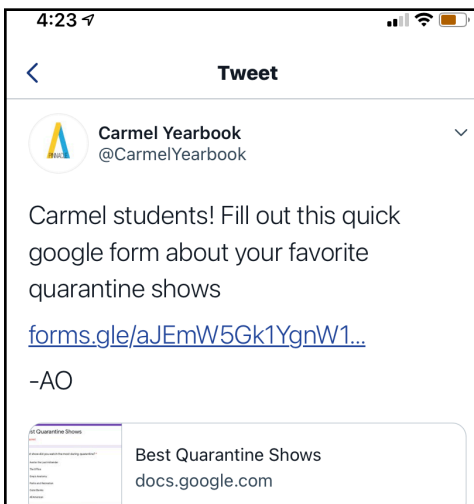 4:23
Tweet
Carmel Yearbook
@CarmelYearbook
Carmel students! Fill out this quick
google form about your favorite
quarantine shows
forms.gle/aJEmW5Gk1YgnW1...
-AO
st Quarantine Shows
Best Quarantine Shows
docs.google.com